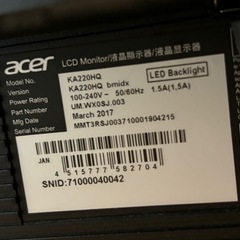 acer LCD Monitor/液晶顯示器/液晶显示器
Model No. KA220HQ
Version KA220HQ bmidx LED Backlight
Power Rating 100-240V~ 50/60Hz 1.5A(1,5A)
Part Number UM.WX0SJ.003
Mfg Date March 2017
Serial Number MMT3RSJ003710001904215
JAN
4 515777 582704
SNID:71000040042